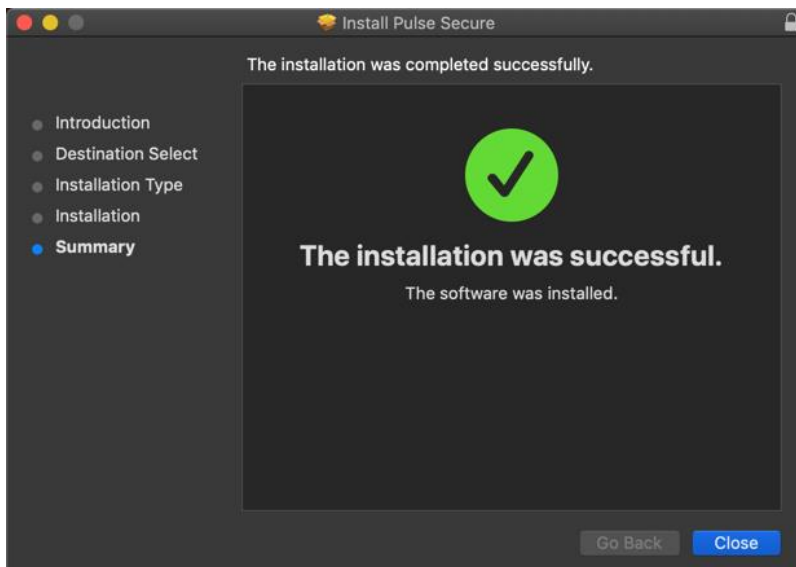 Install Pulse Secure
The installation was completed successfully.
Introduction
Destination Select
Installation Type
Installation
Summary
The installation was successful.
The software was installed.
Go Back
Close